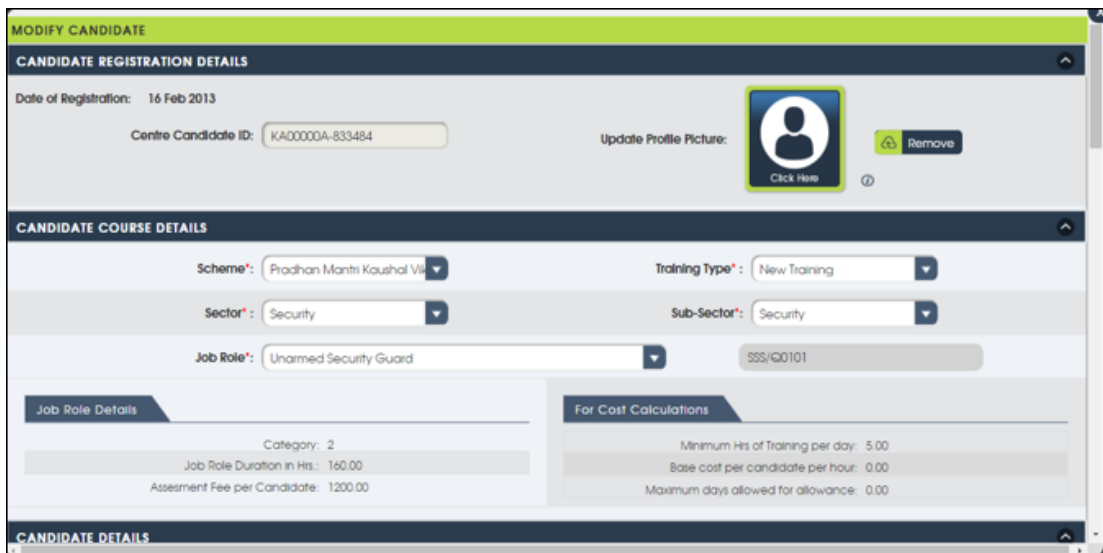 MODIFY CANDIDATE
CANDIDATE REGISTRATION DETAILS
Date of Registration: 16 Feb 2013
Centre Candidate ID: KA00000A-833484
Update Profile Picture:
Click Here
Remove
CANDIDATE COURSE DETAILS
Scheme*: Pradhan Mantri Kaushal Vik
Training Type* : New Training
Sector* : Security
Sub-Sector*: Security
Job Role*: Unarmed Security Guard
SSS/Q0101
Job Role Details
Category: 2
Job Role Duration in Hrs.: 160.00
Assesment Fee per Candidate: 1200.00
For Cost Calculations
Minimum Hrs of Training per day: 5.00
Base cost per candidate per hour: 0.00
Maximum days allowed for allowance: 0.00
CANDIDATE DETAILS